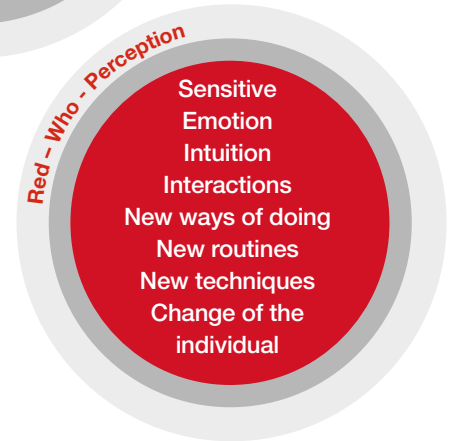 Red – Who - Perception
Sensitive
Emotion
Intuition
Interactions
New ways of doing
New routines
New techniques
Change of the
individual